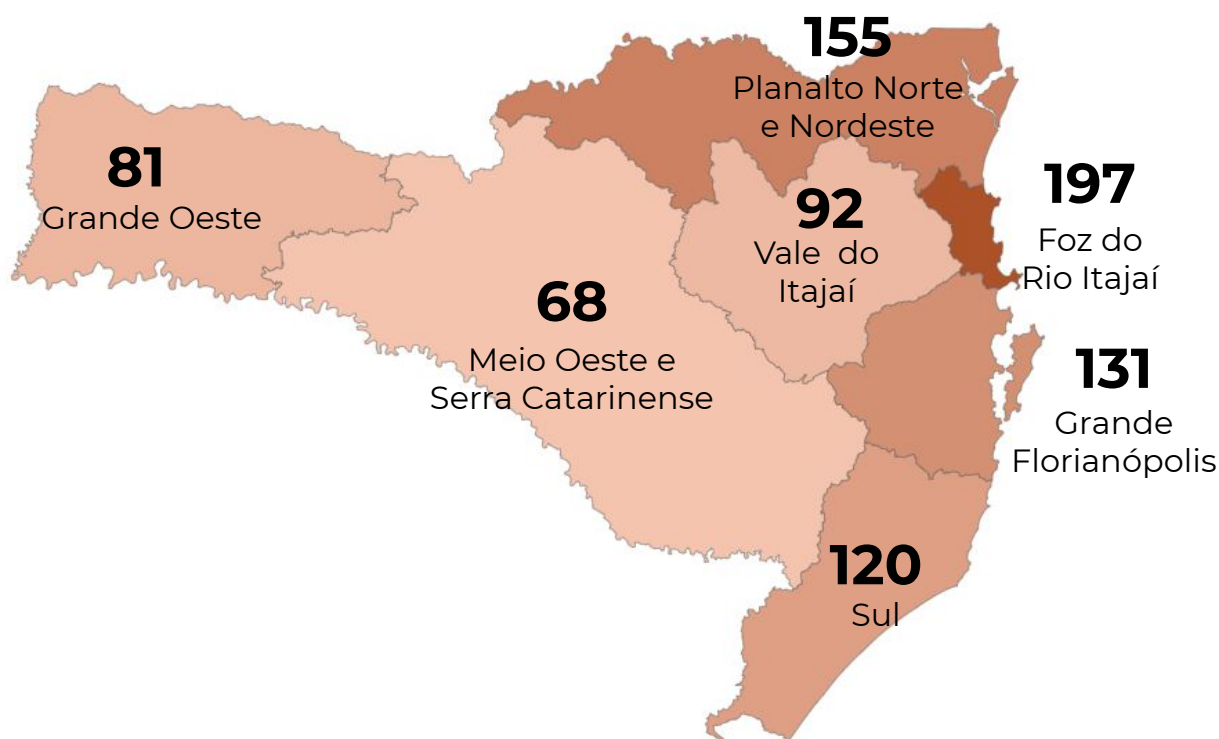 155
Planalto Norte
e Nordeste
81
Grande Oeste
197
Foz do
Rio Itajaí
92
Vale do
Itajaí
68
Meio Oeste e
Serra Catarinense
131
Grande
Florianópolis
120
Sul